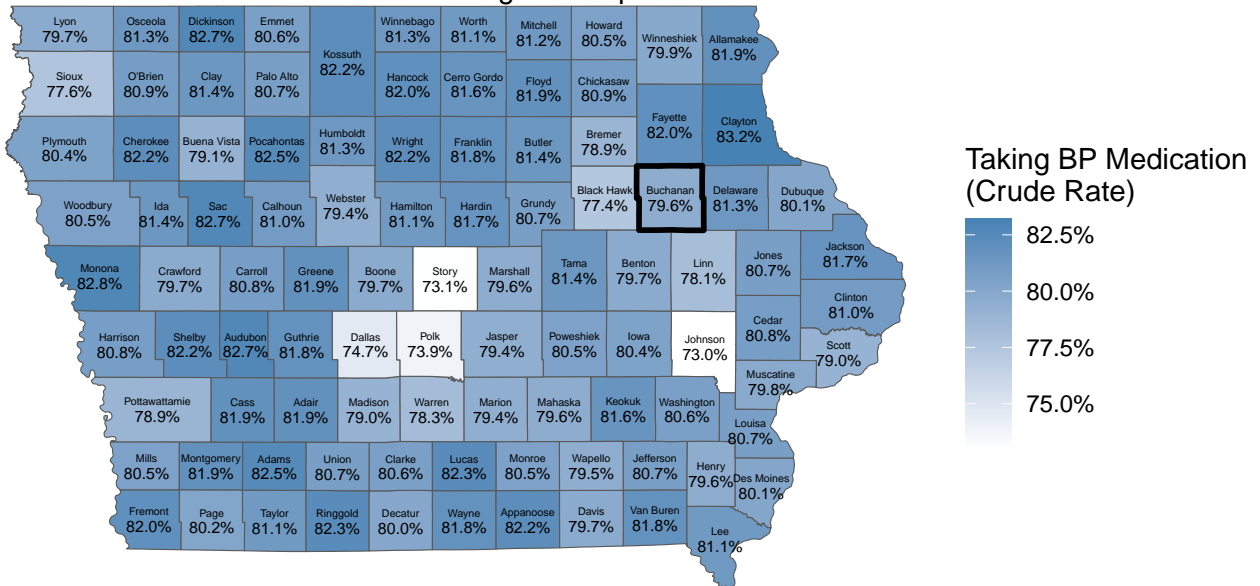 Lyon
79.7%
Osceola
81.3%
Dickinson
82.7%
Emmet
80.6%
Kossuth
82.2%
Winnebago
81.3%
Worth
81.1%
Mitchell
81.2%
Howard
80.5%
Winneshiek
79.9%
Allamakee
81.9%
Sioux
77.6%
O'Brien
80.9%
Clay
81.4%
Palo Alto
80.7%
Hancock
82.0%
Cerro Gordo
81.6%
Floyd
81.9%
Chickasaw
80.9%
Fayette
82.0%
Clayton
83.2%
Plymouth
80.4%
Cherokee
82.2%
Buena Vista
79.1%
Pocahontas
82.5%
Humboldt
81.3%
Wright
82.2%
Franklin
81.8%
Butler
81.4%
Bremer
78.9%
Woodbury
80.5%
Ida
81.4%
Sac
82.7%
Calhoun
81.0%
Webster
79.4%
Hamilton
81.1%
Hardin
81.7%
Grundy
80.7%
Black Hawk
77.4%
Buchanan
79.6%
Delaware
81.3%
Dubuque
80.1%
Monona
82.8%
Crawford
79.7%
Carroll
80.8%
Greene
81.9%
Boone
79.7%
Story
73.1%
Marshall
79.6%
Tama
81.4%
Benton
79.7%
Linn
78.1%
Jones
80.7%
Jackson
81.7%
Clinton
81.0%
Harrison
80.8%
Shelby
82.2%
Audubon
82.7%
Guthrie
81.8%
Dallas
74.7%
Polk
73.9%
Jasper
79.4%
Poweshiek
80.5%
Iowa
80.4%
Johnson
73.0%
Cedar
80.8%
Scott
79.0%
Muscatine
79.8%
Pottawattamie
78.9%
Cass
81.9%
Adair
81.9%
Madison
79.0%
Warren
78.3%
Marion
79.4%
Mahaska
79.6%
Keokuk
81.6%
Washington
80.6%
Louisa
80.7%
Mills
80.5%
Montgomery
81.9%
Adams
82.5%
Union
80.7%
Clarke
80.6%
Lucas
82.3%
Monroe
80.5%
Wapello
79.5%
Jefferson
80.7%
Henry
79.6%
Des Moines
80.1%
Fremont
82.0%
Page
80.2%
Taylor
81.1%
Ringgold
82.3%
Decatur
80.0%
Wayne
81.8%
Appanoose
82.2%
Davis
79.7%
Van Buren
81.8%
Lee
81.1%
Taking BP Medication
(Crude Rate)
82.5%
80.0%
77.5%
75.0%